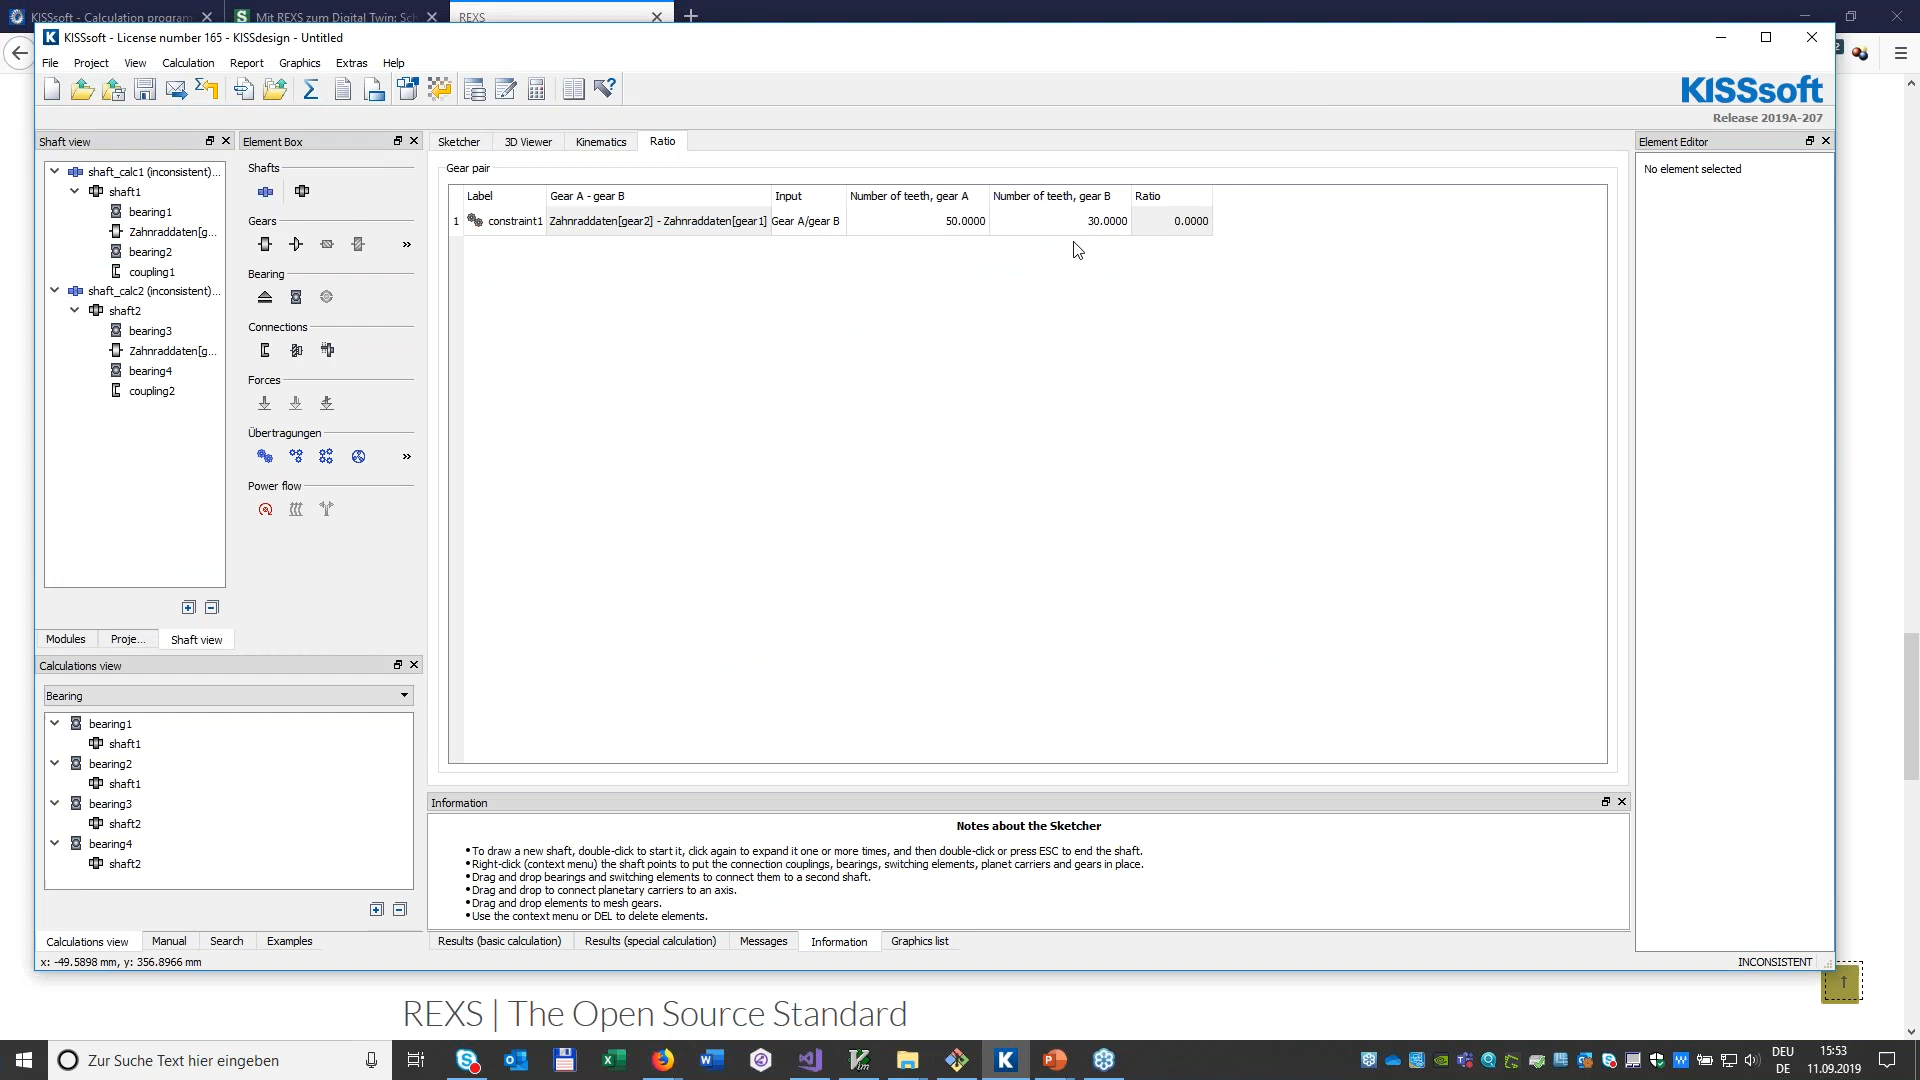 KISSsoft - Calculation program
Mit REXS zum Digital Twin: Sch
REXS
KISSsoft - License number 165 - KISSdesign - Untitled
File Project View Calculation Report Graphics Extras Help
KISSsoft
Release 2019A-207
Shaft view
Element Box
Sketcher 3D Viewer Kinematics Ratio
Element Editor
No element selected
shaft_calc1 (inconsistent)...
shaft1
bearing1
Zahnraddaten[g...
bearing2
coupling1
shaft_calc2 (inconsistent)...
shaft2
bearing3
Zahnraddaten[g...
bearing4
coupling2
Modules Proje... Shaft view
Shafts
Gears
»
Bearing
Connections
Forces
Übertragungen
»
Power flow
Gear pair
Label Gear A - gear B Input Number of teeth, gear A Number of teeth, gear B Ratio
1 constraint1 Zahnraddaten[gear2] - Zahnraddaten[gear1] Gear A/gear B 50.0000 30.0000 0.0000
Calculations view
Bearing
bearing1
shaft1
bearing2
shaft1
bearing3
shaft2
bearing4
shaft2
Calculations view Manual Search Examples
Information
Notes about the Sketcher
•To draw a new shaft, double-click to start it, click again to expand it one or more times, and then double-click or press ESC to end the shaft.
•Right-click (context menu) the shaft points to put the connection couplings, bearings, switching elements, planet carriers and gears in place.
•Drag and drop bearings and switching elements to connect them to a second shaft.
•Drag and drop to connect planetary carriers to an axis.
•Drag and drop elements to mesh gears.
•Use the context menu or DEL to delete elements.
Results (basic calculation) Results (special calculation) Messages Information Graphics list
x: -49.5898 mm, y: 356.8966 mm
INCONSISTENT
REXS | The Open Source Standard
Zur Suche Text hier eingeben
DEU
DE
15:53
11.09.2019